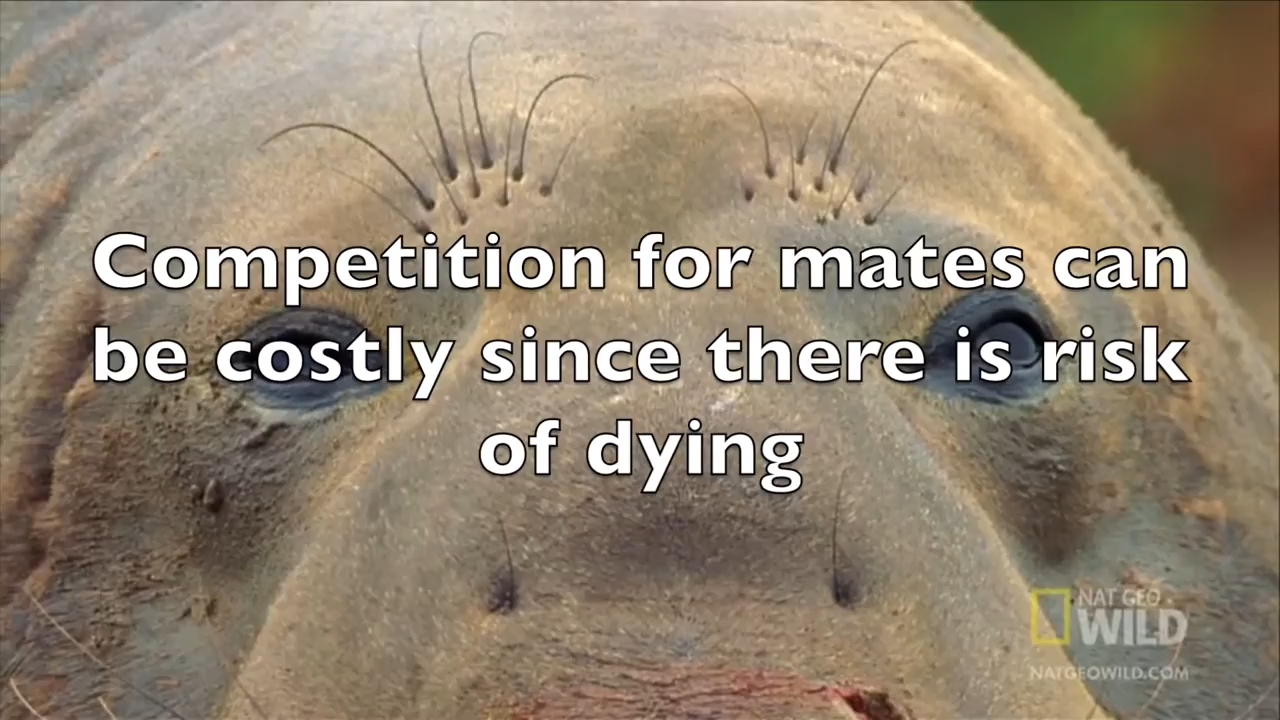 Competition for mates can
be costly since there is risk
of dying
NAT GEO
WILD
NATGEOWILD.COM